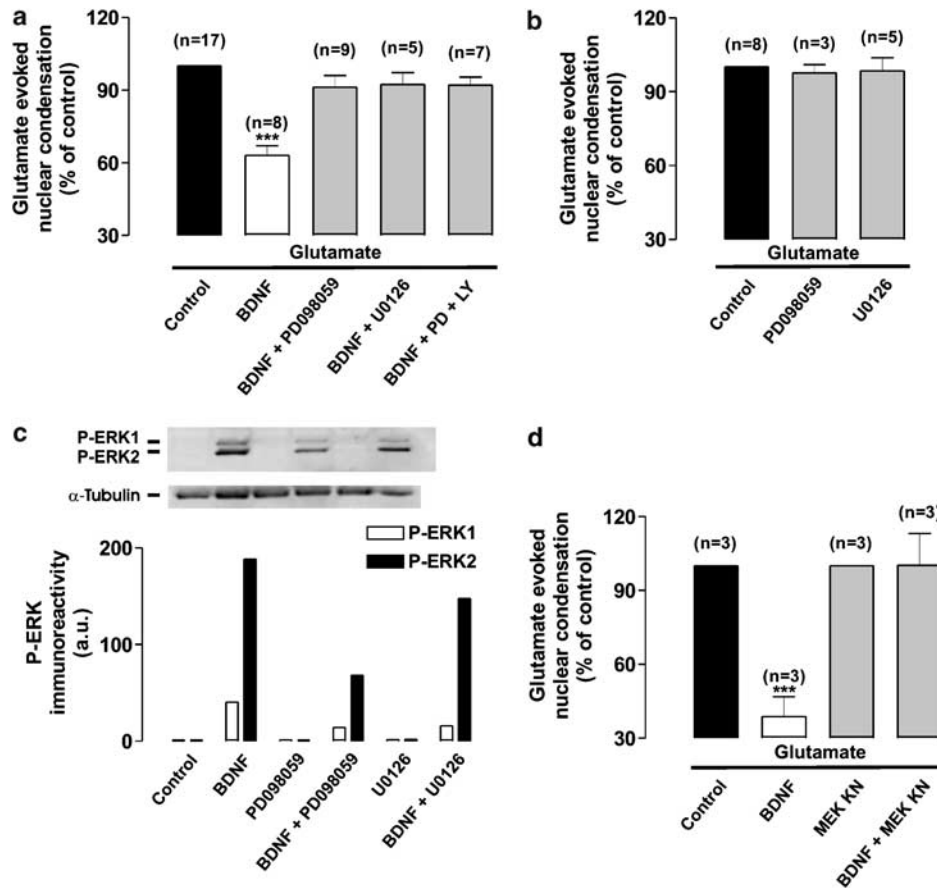 a
Glutamate evoked
nuclear condensation
(% of control)
120
90
60
30
(n=17)
(n=8)
***
(n=9)
(n=5)
(n=7)
Glutamate
Control
BDNF
BDNF + PD098059
BDNF + U0126
BDNF + PD + LY
b
Glutamate evoked
nuclear condensation
(% of control)
120
90
60
30
(n=8)
(n=3)
(n=5)
Glutamate
Control
PD098059
U0126
c
P-ERK1
P-ERK2
α-Tubulin
P-ERK1
P-ERK2
P-ERK
immunoreactivity
(a.u.)
200
100
0
Control
BDNF
PD098059
BDNF + PD098059
U0126
BDNF + U0126
d
Glutamate evoked
nuclear condensation
(% of control)
120
90
60
30
(n=3)
(n=3)
***
(n=3)
(n=3)
Glutamate
Control
BDNF
MEK KN
BDNF + MEK KN